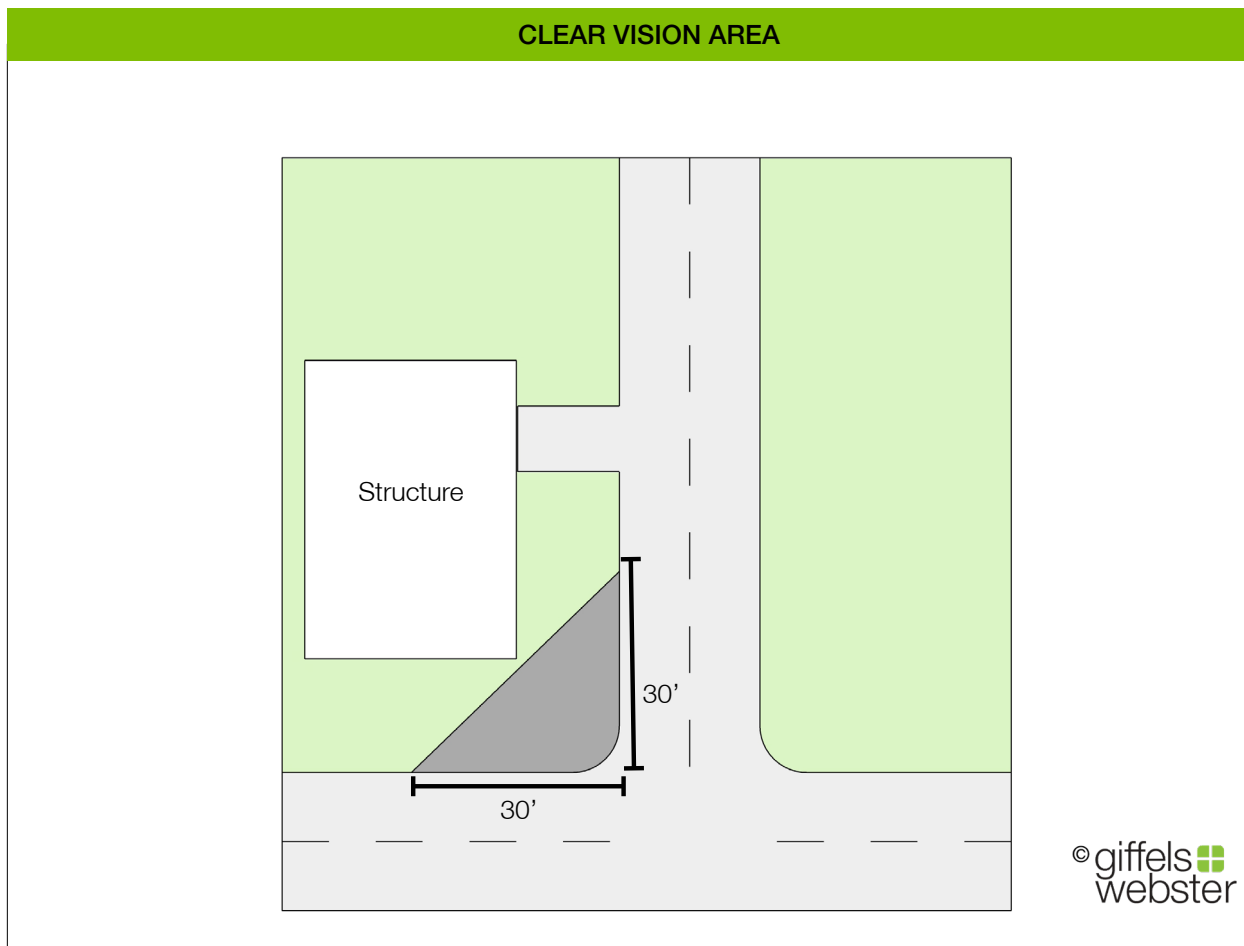 CLEAR VISION AREA
Structure
30’
30’
© giffels
webster